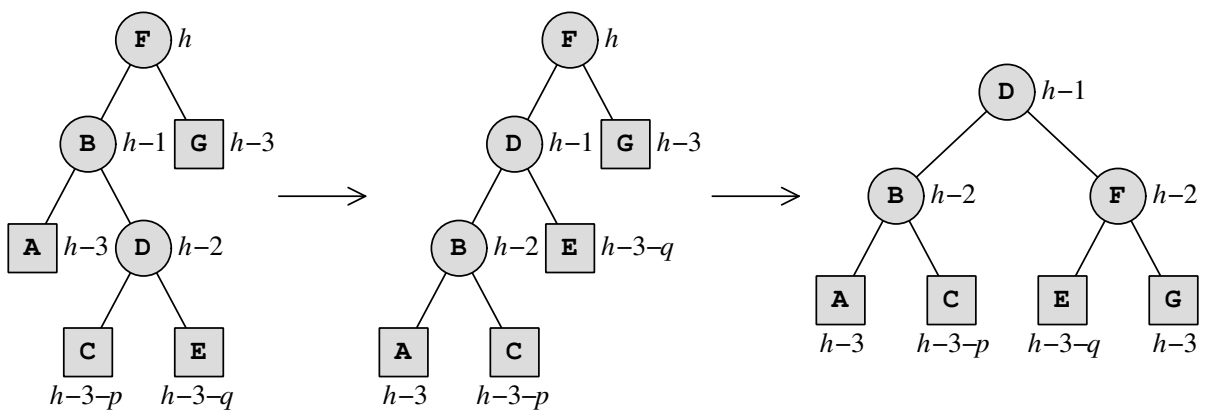 F h
B h−1 G h−3
A h−3 D h−2
C E
h−3−p h−3−q
F h
D h−1 G h−3
B h−2 E h−3−q
A C
h−3 h−3−p
D h−1
B h−2 F h−2
A C E G
h−3 h−3−p h−3−q h−3